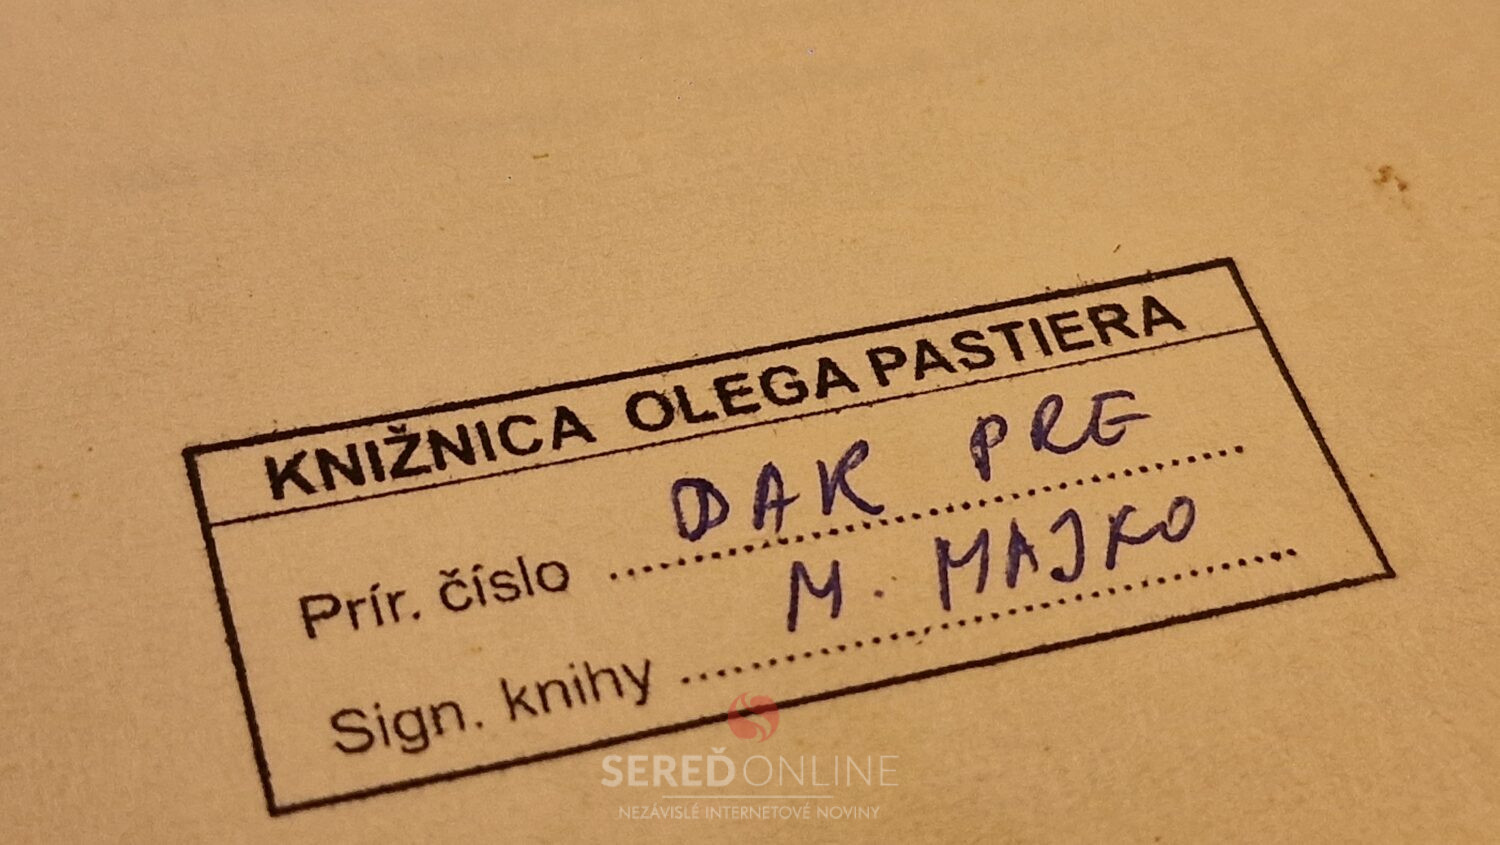 KNIŽNICA OLEGA PASTIERA
Prír. číslo DAR PRE
Sign. knihy M. MAJKO
SEREĎONLINE
NEZÁVISLÉ INTERNETOVÉ NOVINY